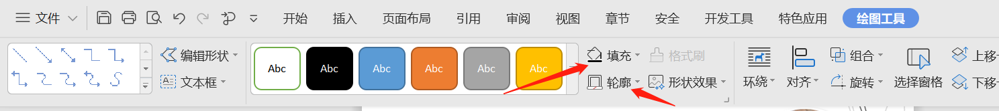 文件 开始 插入 页面布局 引用 审阅 视图 章节 安全 开发工具 特色应用 绘图工具
编辑形状 Abc Abc Abc Abc Abc Abc 填充 格式刷 组合 上移一
文本框 轮廓 形状效果 环绕 对齐 旋转 选择窗格 下移一